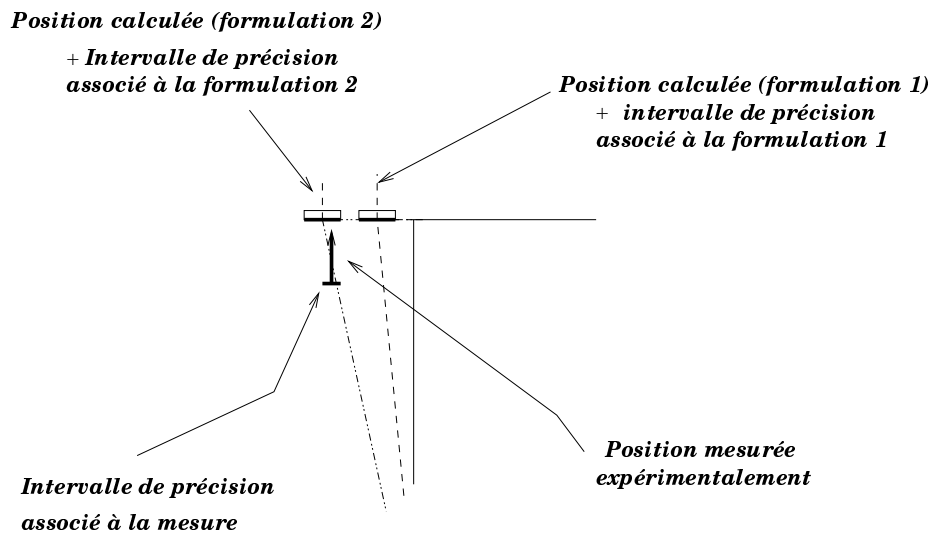 Position calculée (formulation 2)
+ Intervalle de précision
associé à la formulation 2
Position calculée (formulation 1)
+ intervalle de précision
associé à la formulation 1
Position mesurée
expérimentalement
Intervalle de précision
associé à la mesure